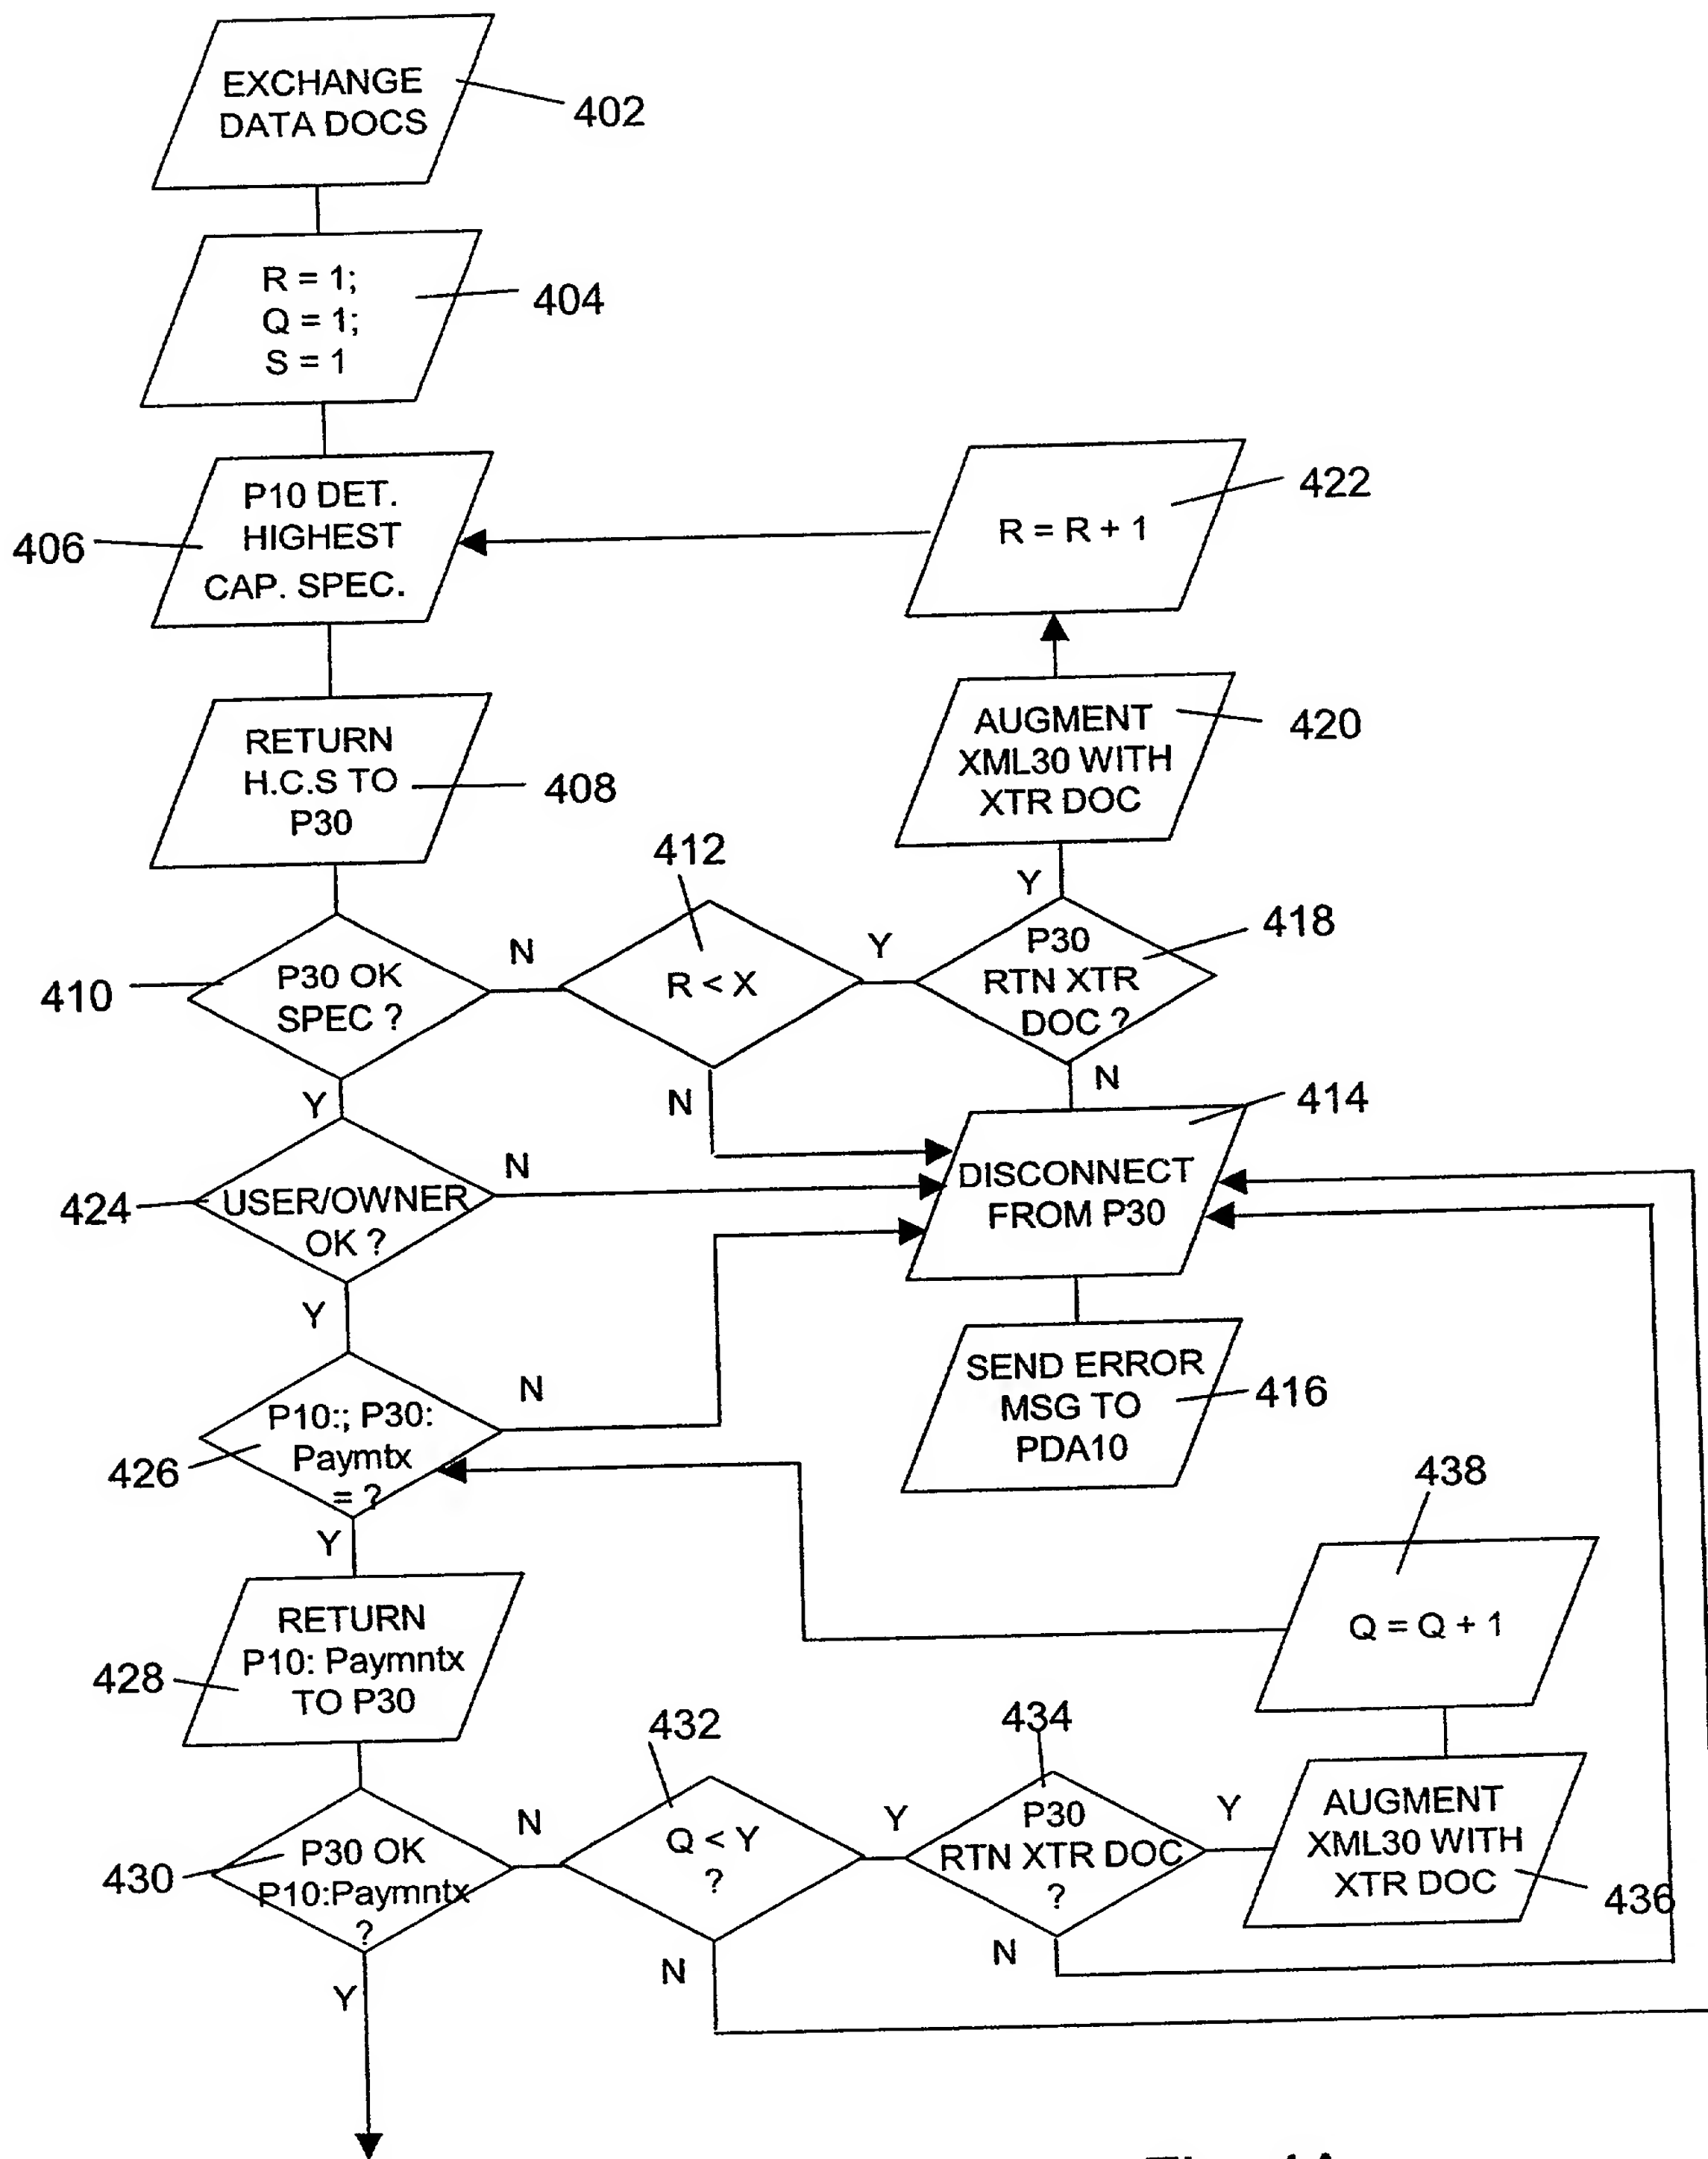 EXCHANGE
DATA DOCS
402
R = 1;
Q = 1;
S = 1
404
P10 DET.
HIGHEST
CAP. SPEC.
406
R = R + 1
422
RETURN
H.C.S TO
P30
408
AUGMENT
XML30 WITH
XTR DOC
420
412
Y
P30 OK
SPEC ?
410
N
R < X
Y
P30
RTN XTR
DOC ?
418
Y
N
N
414
USER/OWNER
OK ?
424
N
DISCONNECT
FROM P30
Y
SEND ERROR
MSG TO
PDA10
416
P10:; P30:
Paymtx
= ?
426
N
438
Y
RETURN
P10: Paymntx
TO P30
428
Q = Q + 1
432
434
P30 OK
P10:Paymntx
?
430
N
Q < Y
?
Y
P30
RTN XTR DOC
?
Y
AUGMENT
XML30 WITH
XTR DOC
436
Y
N
N